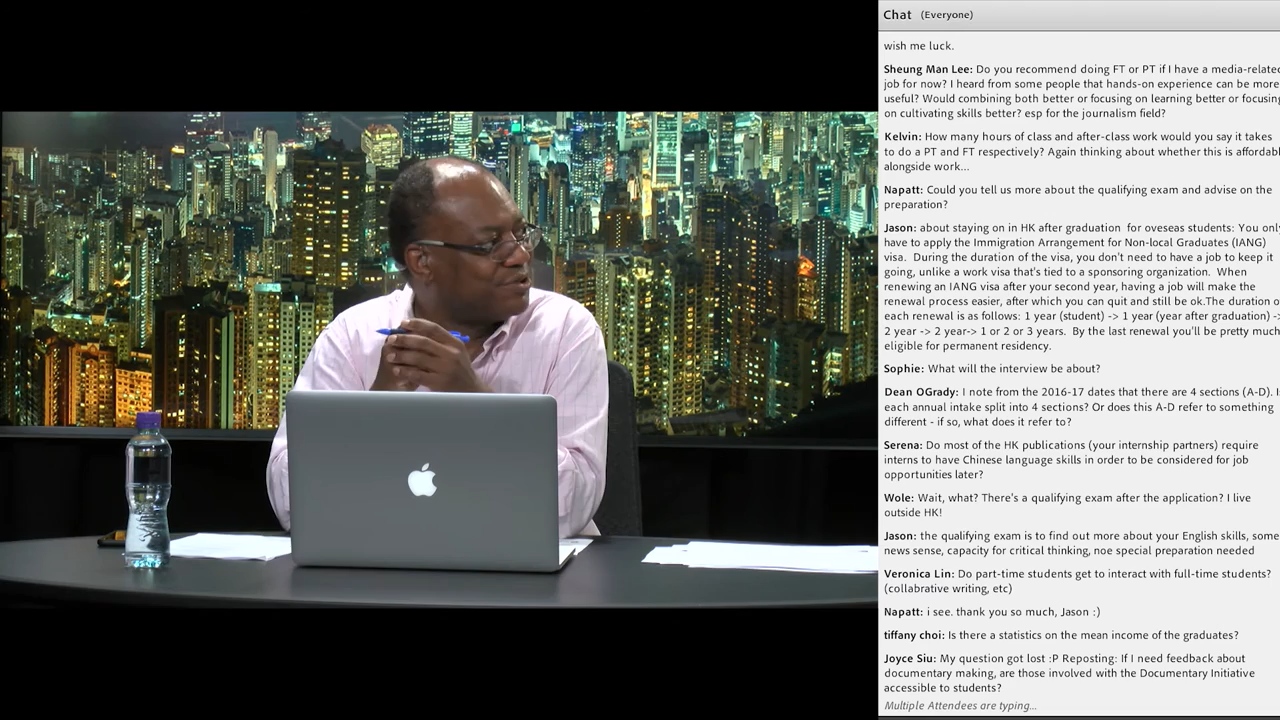 Chat (Everyone)
wish me luck.
Sheung Man Lee: Do you recommend doing FT or PT if I have a media-related
job for now? I heard from some people that hands-on experience can be more
useful? Would combining both better or focusing on learning better or focusing
on cultivating skills better? esp for the journalism field?
Kelvin: How many hours of class and after-class work would you say it takes
to do a PT and FT respectively? Again thinking about whether this is affordabl
alongside work...
Napatt: Could you tell us more about the qualifying exam and advise on the
preparation?
Jason: about staying on in HK after graduation for oveseas students: You only
have to apply the Immigration Arrangement for Non-local Graduates (IANG)
visa. During the duration of the visa, you don't need to have a job to keep it
going, unlike a work visa that's tied to a sponsoring organization. When
renewing an IANG visa after your second year, having a job will make the
renewal process easier, after which you can quit and still be ok.The duration o
each renewal is as follows: 1 year (student) -> 1 year (year after graduation) ->
2 year -> 2 year-> 1 or 2 or 3 years. By the last renewal you'll be pretty much
eligible for permanent residency.
Sophie: What will the interview be about?
Dean OGrady: I note from the 2016-17 dates that there are 4 sections (A-D). I
each annual intake split into 4 sections? Or does this A-D refer to something
different - if so, what does it refer to?
Serena: Do most of the HK publications (your internship partners) require
interns to have Chinese language skills in order to be considered for job
opportunities later?
Wole: Wait, what? There's a qualifying exam after the application? I live
outside HK!
Jason: the qualifying exam is to find out more about your English skills, some
news sense, capacity for critical thinking, noe special preparation needed
Veronica Lin: Do part-time students get to interact with full-time students?
(collabrative writing, etc)
Napatt: i see. thank you so much, Jason :)
tiffany choi: Is there a statistics on the mean income of the graduates?
Joyce Siu: My question got lost :P Reposting: If I need feedback about
documentary making, are those involved with the Documentary Initiative
accessible to students?
Multiple Attendees are typing...